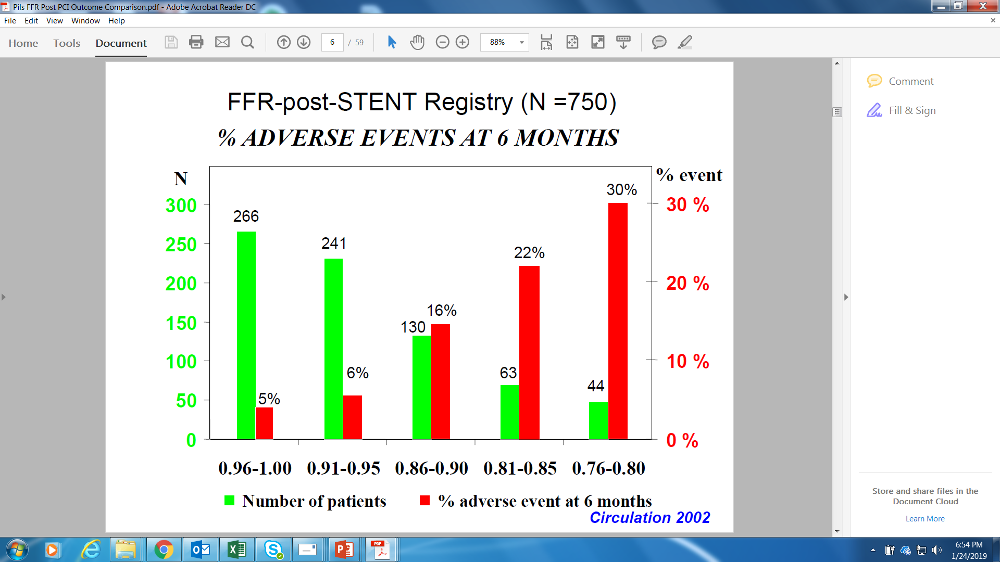 Pils FFR Post PCI Outcome Comparison.pdf - Adobe Acrobat Reader DC
File Edit View Window Help
Home Tools Document 6 / 59 88%
Comment
Fill & Sign
FFR-post-STENT Registry (N =750)
% ADVERSE EVENTS AT 6 MONTHS
N
% event
300
250
200
150
100
50
0
266
5%
241
6%
130
16%
63
22%
44
30%
30 %
20 %
10 %
0 %
0.96-1.00 0.91-0.95 0.86-0.90 0.81-0.85 0.76-0.80
Number of patients % adverse event at 6 months
Circulation 2002
Store and share files in the
Document Cloud
Learn More
PDF
6:54 PM
1/24/2019